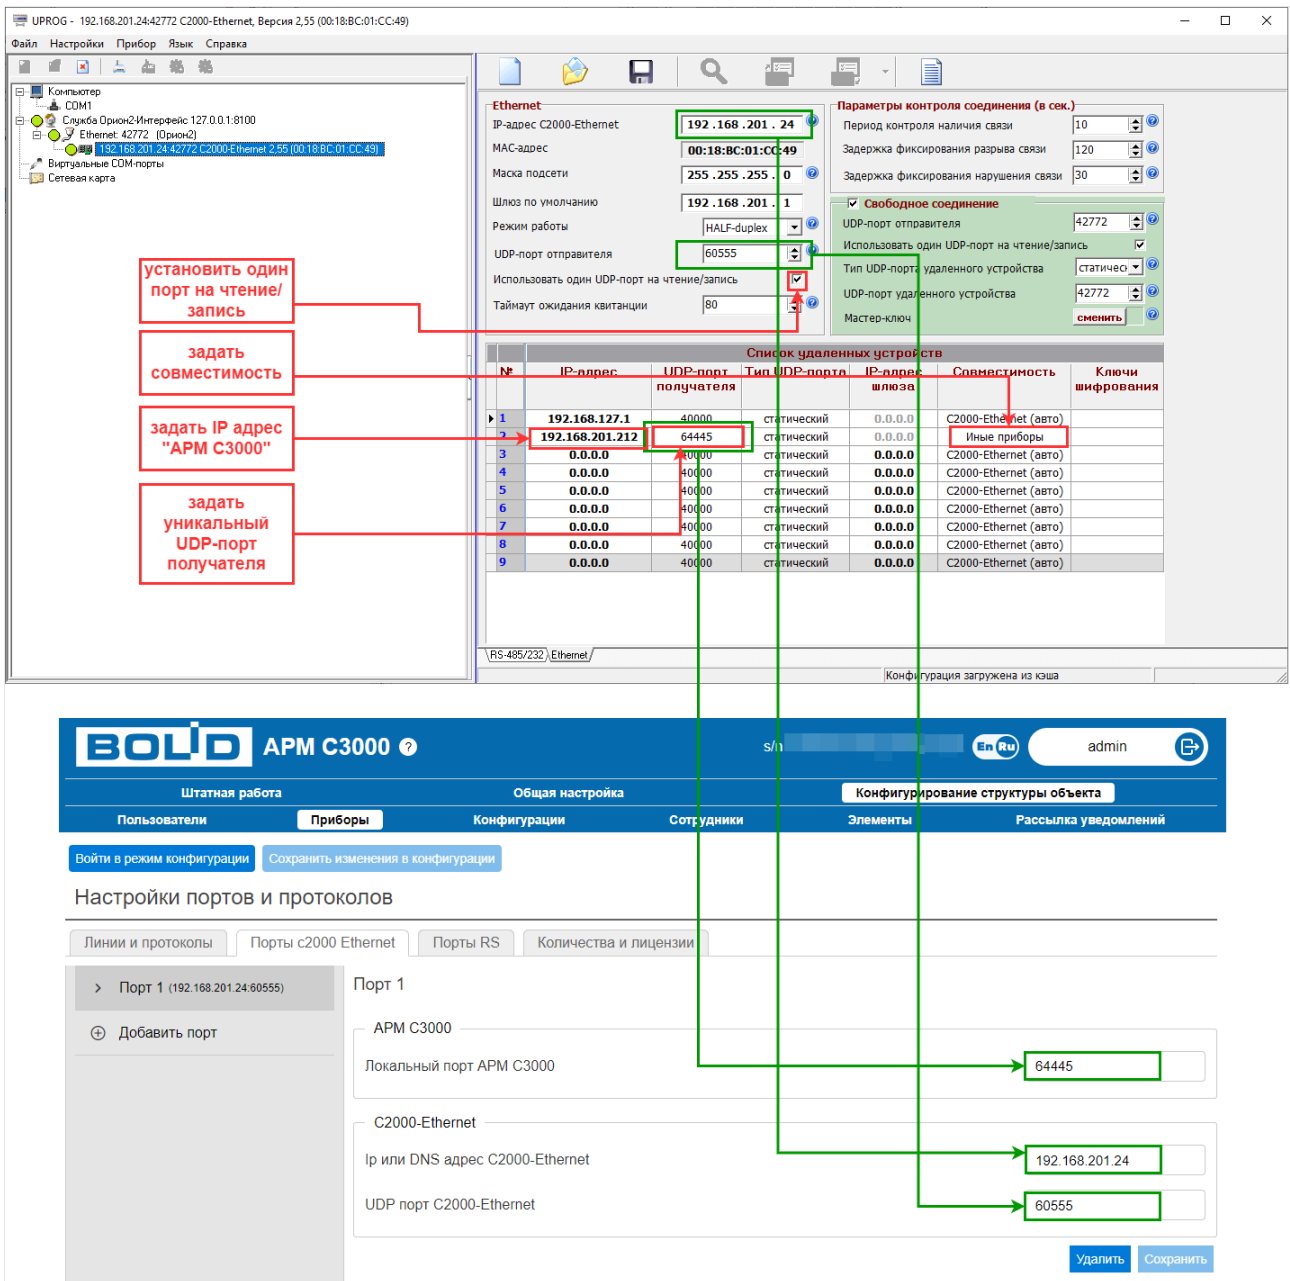 UPROG - 192.168.201.24:42772 С2000-Ethernet, Версия 2,55 (00:18:BC:01:CC:49)
Файл Настройки Прибор Язык Справка
Компьютер
COM1
Служба Орион2-Интерфейс 127.0.0.1:8100
Ethernet: 42772 (Орион2)
192.168.201.24:42772 С2000-Ethernet 2,55 (00:18:BC:01:CC:49)
Виртуальные COM-порты
Сетевая карта
установить один
порт на чтение/
запись
задать
совместимость
задать IP адрес
"АРМ С3000"
задать
уникальный
UDP-порт
получателя
Ethernet
IP-адрес С2000-Ethernet 192 .168 .201 . 24
MAC-адрес 00:18:BC:01:CC:49
Маска подсети 255 .255 .255 . 0
Шлюз по умолчанию 192 .168 .201 . 1
Режим работы HALF-duplex
UDP-порт отправителя 60555
Использовать один UDP-порт на чтение/запись
Таймаут ожидания квитанции 80
Параметры контроля соединения (в сек.)
Период контроля наличия связи 10
Задержка фиксирования разрыва связи 120
Задержка фиксирования нарушения связи 30
Свободное соединение
UDP-порт отправителя 42772
Использовать один UDP-порт на чтение/запись
Тип UDP-порта удаленного устройства статичес
UDP-порт удаленного устройства 42772
Мастер-ключ сменить
Список удаленных устройств
№ IP-адрес UDP-порт получателя Тип UDP-порта IP-адрес шлюза Совместимость Ключи шифрования
1 192.168.127.1 40000 статический 0.0.0.0 С2000-Ethernet (авто)
2 192.168.201.212 64445 статический 0.0.0.0 Иные приборы
3 0.0.0.0 40000 статический 0.0.0.0 С2000-Ethernet (авто)
4 0.0.0.0 40000 статический 0.0.0.0 С2000-Ethernet (авто)
5 0.0.0.0 40000 статический 0.0.0.0 С2000-Ethernet (авто)
6 0.0.0.0 40000 статический 0.0.0.0 С2000-Ethernet (авто)
7 0.0.0.0 40000 статический 0.0.0.0 С2000-Ethernet (авто)
8 0.0.0.0 40000 статический 0.0.0.0 С2000-Ethernet (авто)
9 0.0.0.0 40000 статический 0.0.0.0 С2000-Ethernet (авто)
RS-485/232 Ethernet
Конфигурация загружена из кэша
BOLID АРМ С3000 ? s/n En Ru admin
Штатная работа Общая настройка Конфигурирование структуры объекта
Пользователи Приборы Конфигурации Сотрудники Элементы Рассылка уведомлений
Войти в режим конфигурации Сохранить изменения в конфигурации
Настройки портов и протоколов
Линии и протоколы Порты с2000 Ethernet Порты RS Количества и лицензии
Порт 1 (192.168.201.24:60555)
Добавить порт
Порт 1
АРМ С3000
Локальный порт АРМ С3000 64445
С2000-Ethernet
Ip или DNS адрес С2000-Ethernet 192.168.201.24
UDP порт С2000-Ethernet 60555
Удалить Сохранить